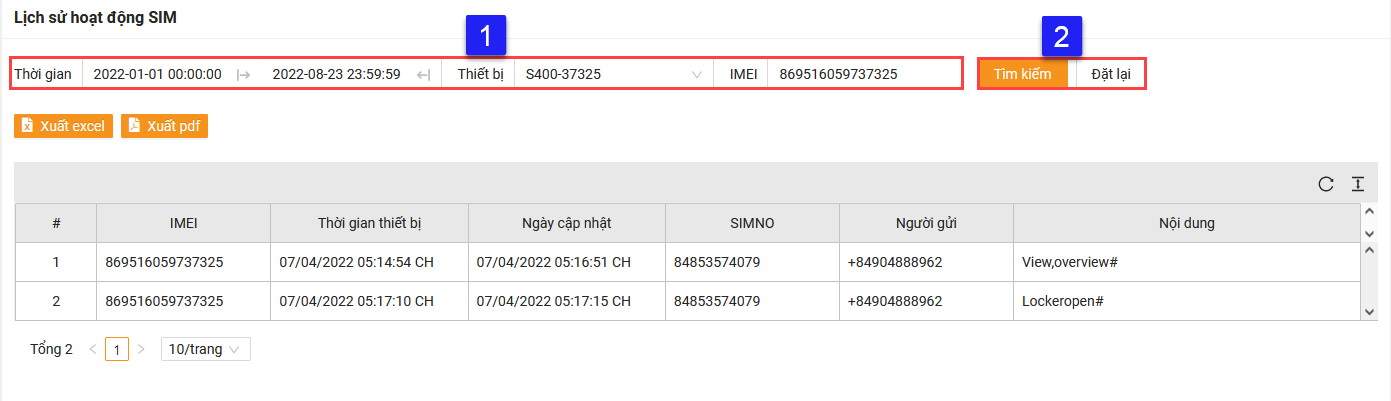 Lịch sử hoạt động SIM
1
2
Thời gian 2022-01-01 00:00:00 2022-08-23 23:59:59 Thiết bị S400-37325 IMEI 869516059737325 Tìm kiếm Đặt lại
Xuất excel Xuất pdf
# IMEI Thời gian thiết bị Ngày cập nhật SIMNO Người gửi Nội dung
1 869516059737325 07/04/2022 05:14:54 CH 07/04/2022 05:16:51 CH 84853574079 +84904888962 View,overview#
2 869516059737325 07/04/2022 05:17:10 CH 07/04/2022 05:17:15 CH 84853574079 +84904888962 Lockeropen#
Tổng 2 < 1 > 10/trang